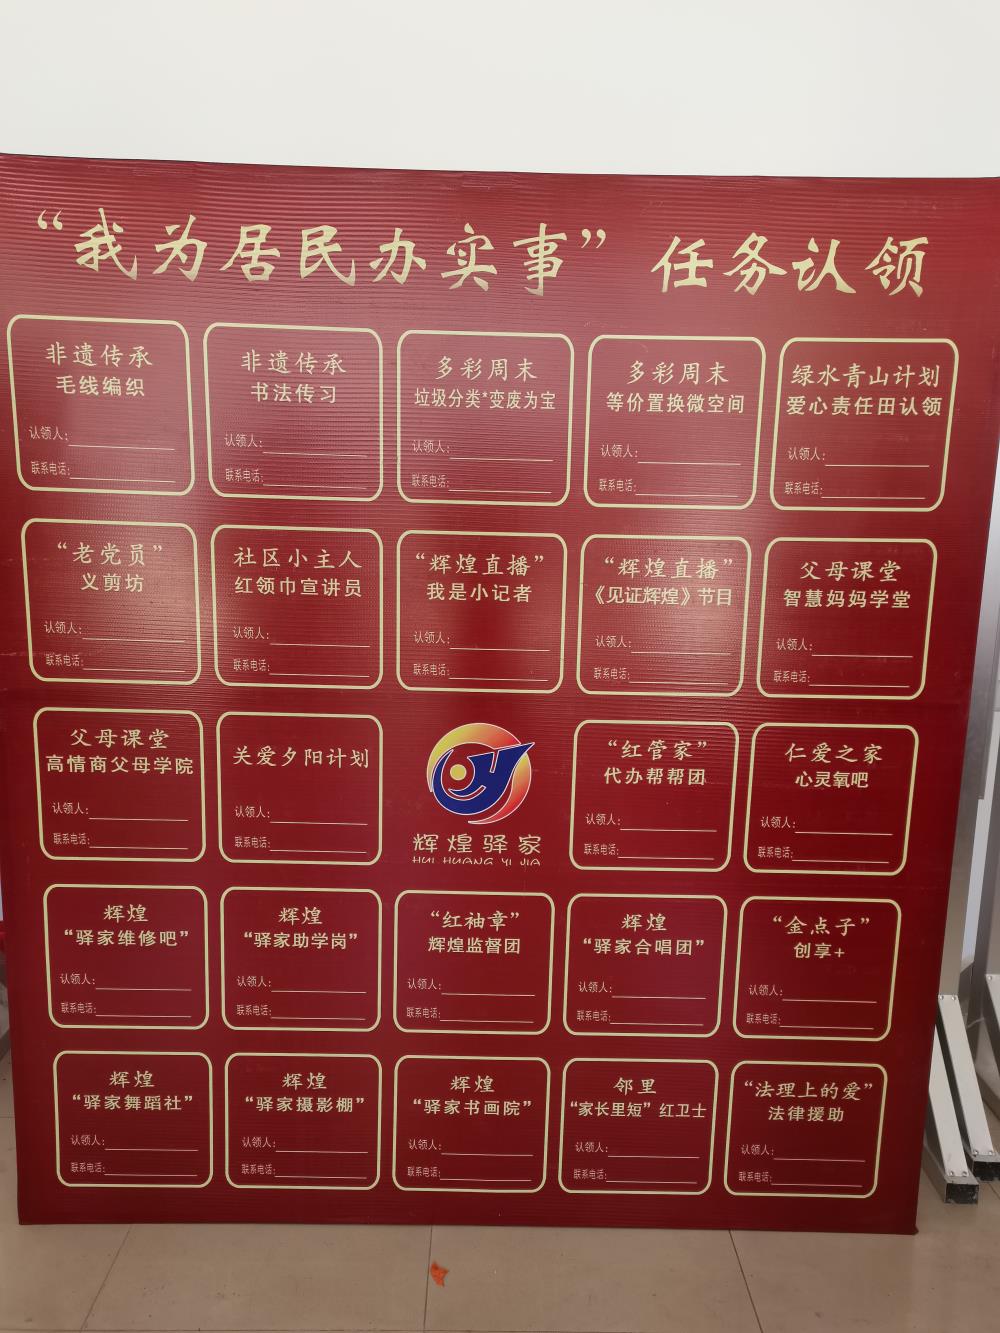 “我为居民办实事”任务认领
非遗传承
毛线编织
认领人:
联系电话:
非遗传承
书法传习
认领人:
联系电话:
多彩周末
垃圾分类*变废为宝
认领人:
联系电话:
多彩周末
等价置换微空间
认领人:
联系电话:
绿水青山计划
爱心责任田认领
认领人:
联系电话:
“老党员”
义剪坊
认领人:
联系电话:
社区小主人
红领巾宣讲员
认领人:
联系电话:
“辉煌直播”
我是小记者
认领人:
联系电话:
“辉煌直播”
《见证辉煌》节目
认领人:
联系电话:
父母课堂
智慧妈妈学堂
认领人:
联系电话:
父母课堂
高情商父母学院
认领人:
联系电话:
关爱夕阳计划
认领人:
联系电话:
辉煌驿家
HUI HUANG YI JIA
“红管家”
代办帮帮团
认领人:
联系电话:
仁爱之家
心灵氧吧
认领人:
联系电话:
辉煌
“驿家维修吧”
认领人:
联系电话:
辉煌
“驿家助学岗”
认领人:
联系电话:
“红袖章”
辉煌监督团
认领人:
联系电话:
辉煌
“驿家合唱团”
认领人:
联系电话:
“金点子”
创享+
认领人:
联系电话:
辉煌
“驿家舞蹈社”
认领人:
联系电话:
辉煌
“驿家摄影棚”
认领人:
联系电话:
辉煌
“驿家书画院”
认领人:
联系电话:
邻里
“家长里短”红卫士
认领人:
联系电话:
“法理上的爱”
法律援助
认领人:
联系电话: